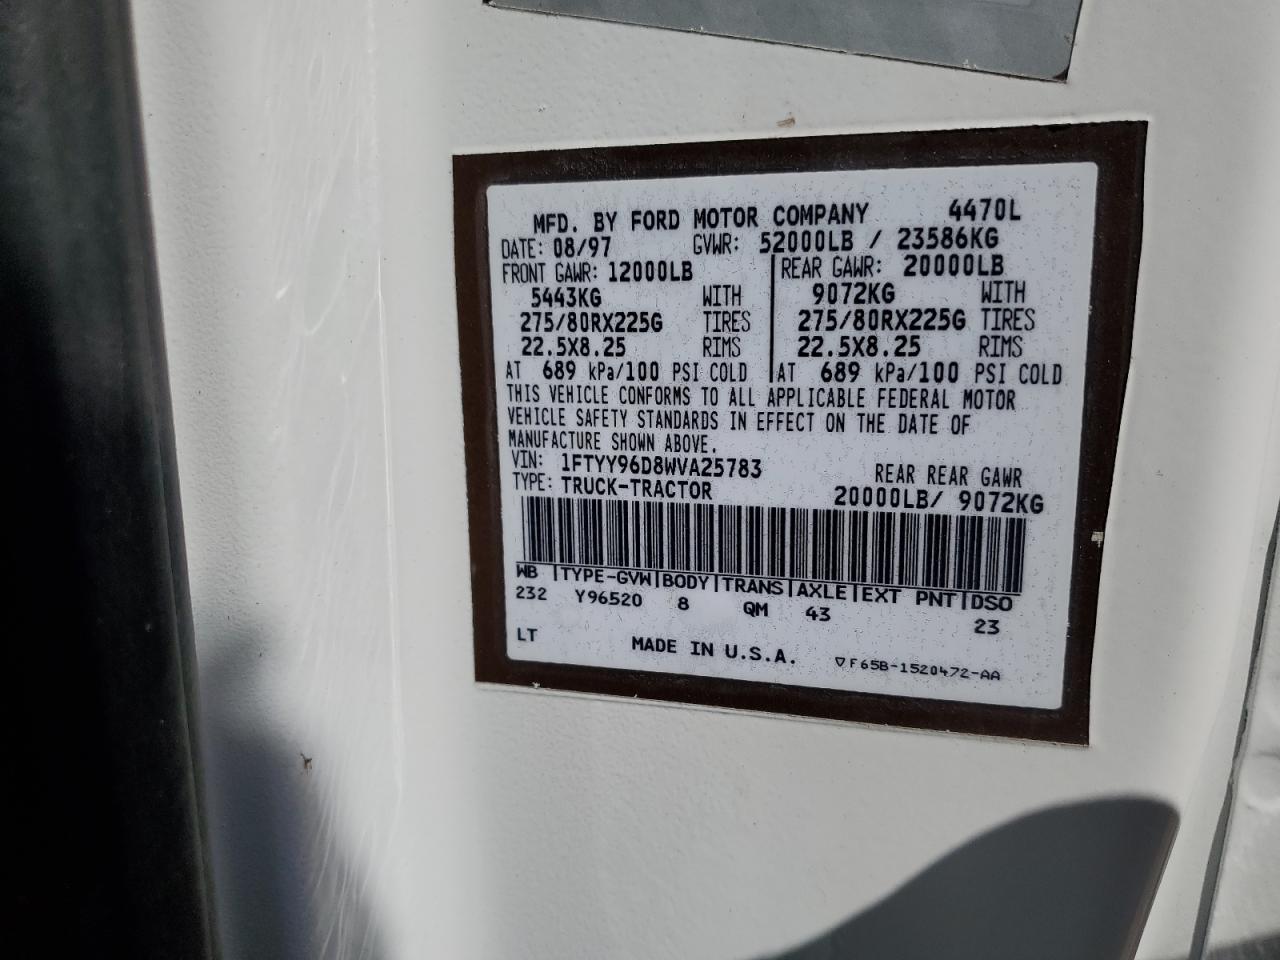 MFD. BY FORD MOTOR COMPANY 4470L
DATE: 08/97 GVWR: 52000LB / 23586KG
FRONT GAWR: 12000LB REAR GAWR: 20000LB
5443KG WITH 9072KG WITH
275/80RX225G TIRES 275/80RX225G TIRES
22.5X8.25 RIMS 22.5X8.25 RIMS
AT 689 kPa/100 PSI COLD AT 689 kPa/100 PSI COLD
THIS VEHICLE CONFORMS TO ALL APPLICABLE FEDERAL MOTOR
VEHICLE SAFETY STANDARDS IN EFFECT ON THE DATE OF
MANUFACTURE SHOWN ABOVE.
VIN: 1FTYY96D8WVA25783 REAR REAR GAWR
TYPE: TRUCK-TRACTOR 20000LB/ 9072KG
WB |TYPE-GVW|BODY|TRANS|AXLE|EXT PNT|DSO
232 Y96520 8 QM 43 23
LT MADE IN U.S.A. ▽F65B-1520472-AA